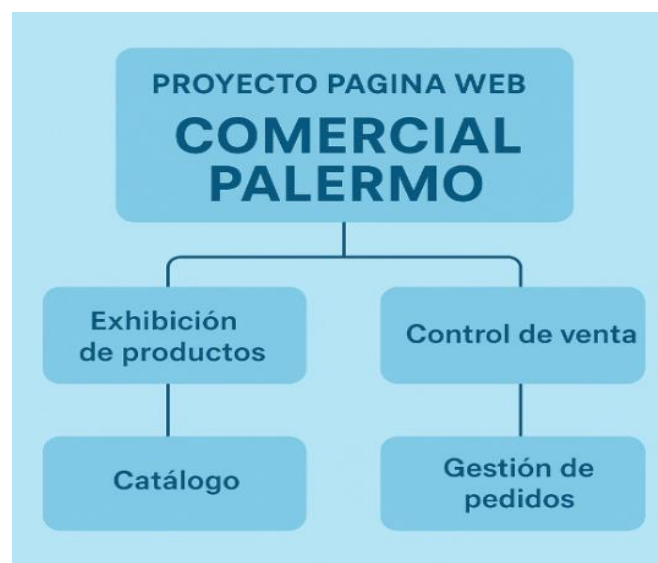 PROYECTO PAGINA WEB
COMERCIAL
PALERMO
Exhibición
de productos
Control de venta
Catálogo
Gestión de
pedidos